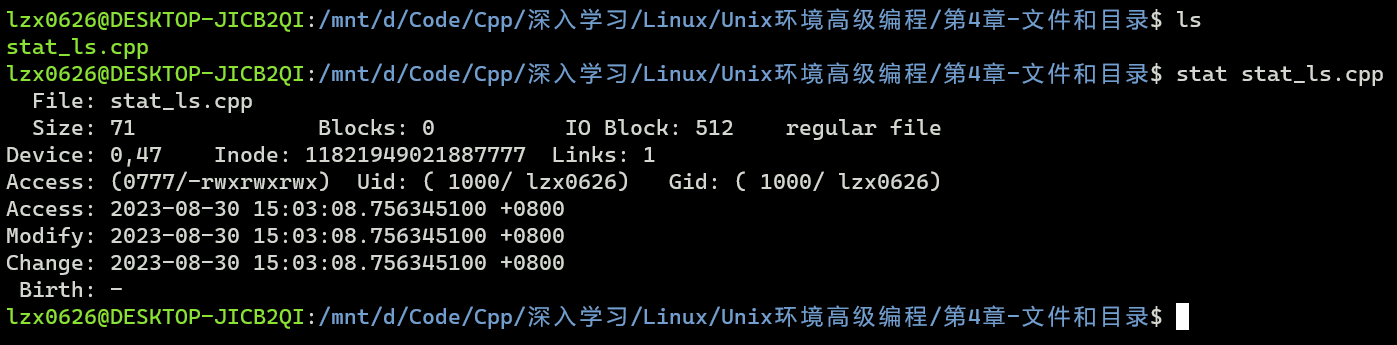 lzx0626@DESKTOP-JICB2QI:/mnt/d/Code/Cpp/深入学习/Linux/Unix环境高级编程/第4章-文件和目录$ ls
stat_ls.cpp
lzx0626@DESKTOP-JICB2QI:/mnt/d/Code/Cpp/深入学习/Linux/Unix环境高级编程/第4章-文件和目录$ stat stat_ls.cpp
  File: stat_ls.cpp
  Size: 71              Blocks: 0          IO Block: 512    regular file
Device: 0,47    Inode: 11821949021887777  Links: 1
Access: (0777/-rwxrwxrwx)  Uid: ( 1000/ lzx0626)   Gid: ( 1000/ lzx0626)
Access: 2023-08-30 15:03:08.756345100 +0800
Modify: 2023-08-30 15:03:08.756345100 +0800
Change: 2023-08-30 15:03:08.756345100 +0800
 Birth: -
lzx0626@DESKTOP-JICB2QI:/mnt/d/Code/Cpp/深入学习/Linux/Unix环境高级编程/第4章-文件和目录$